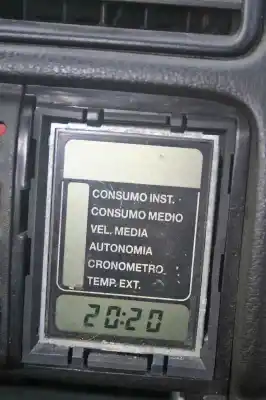 CONSUMO INST.
CONSUMO MEDIO
VEL. MEDIA
AUTONOMIA
CRONOMETRO
TEMP. EXT.
20:20